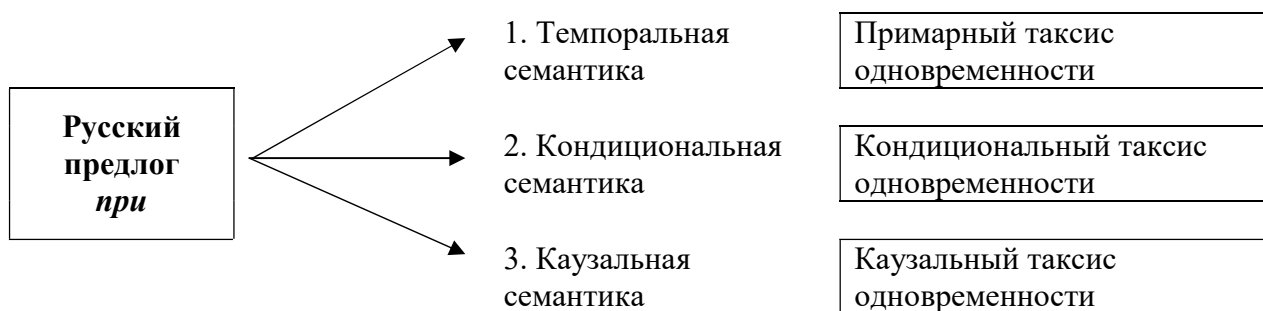 Русский
предлог
при
1. Темпоральная
семантика
Примарный таксис
одновременности
2. Кондициональная
семантика
Кондициональный таксис
одновременности
3. Каузальная
семантика
Каузальный таксис
одновременности